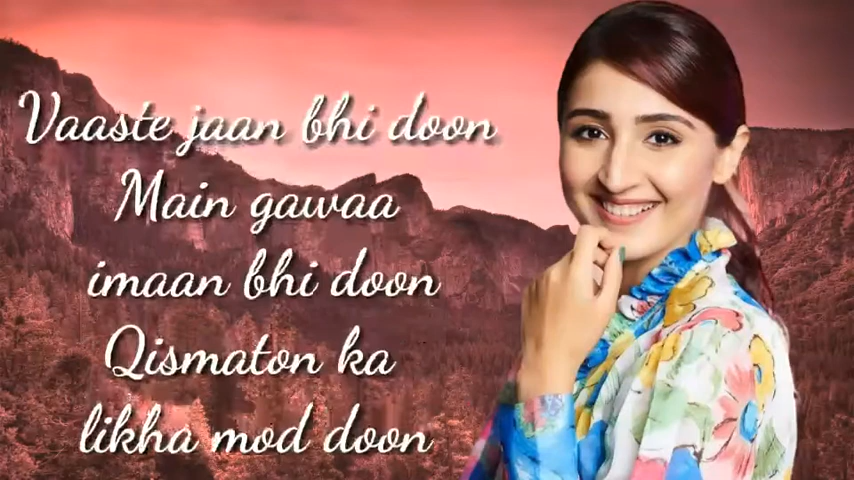 Vaaste jaan bhi doon
Main gawaa
imaan bhi doon
Qismaton ka
likha mod doon